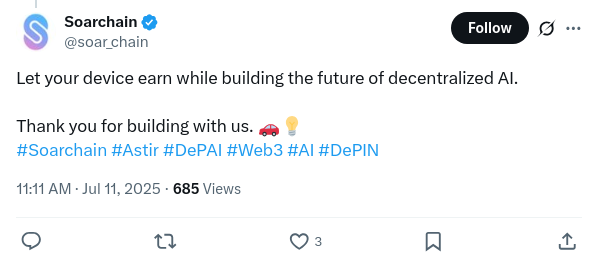 Soarchain
@soar_chain
Follow
Let your device earn while building the future of decentralized AI.
Thank you for building with us. 🚗💡
#Soarchain #Astir #DePAI #Web3 #AI #DePIN
11:11 AM · Jul 11, 2025 · 685 Views
3